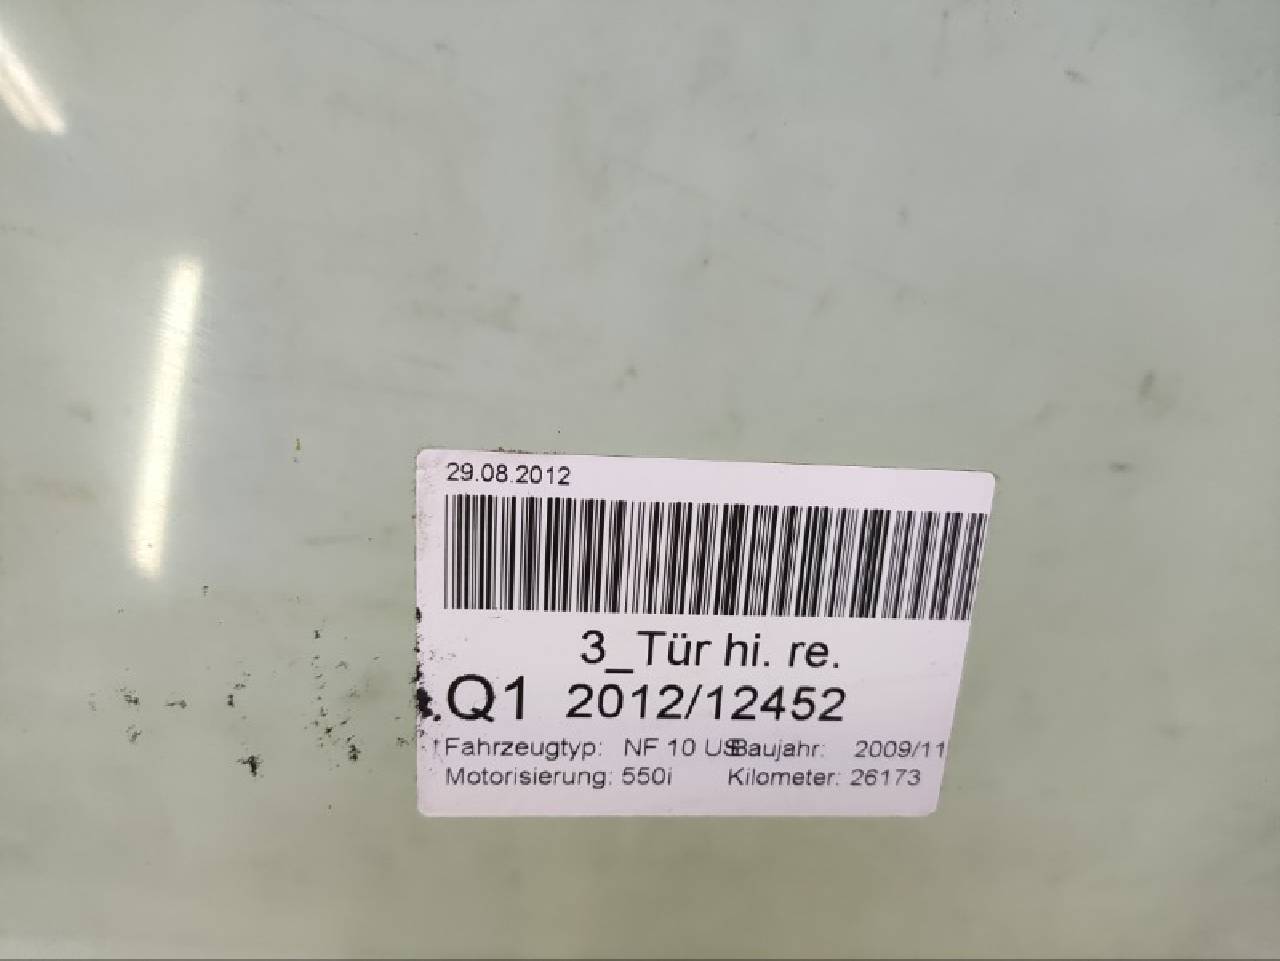 29.08.2012
3_Tür hi. re.
Q1 2012/12452
Fahrzeugtyp: NF 10 US Baujahr: 2009/11
Motorisierung: 550i Kilometer: 26173